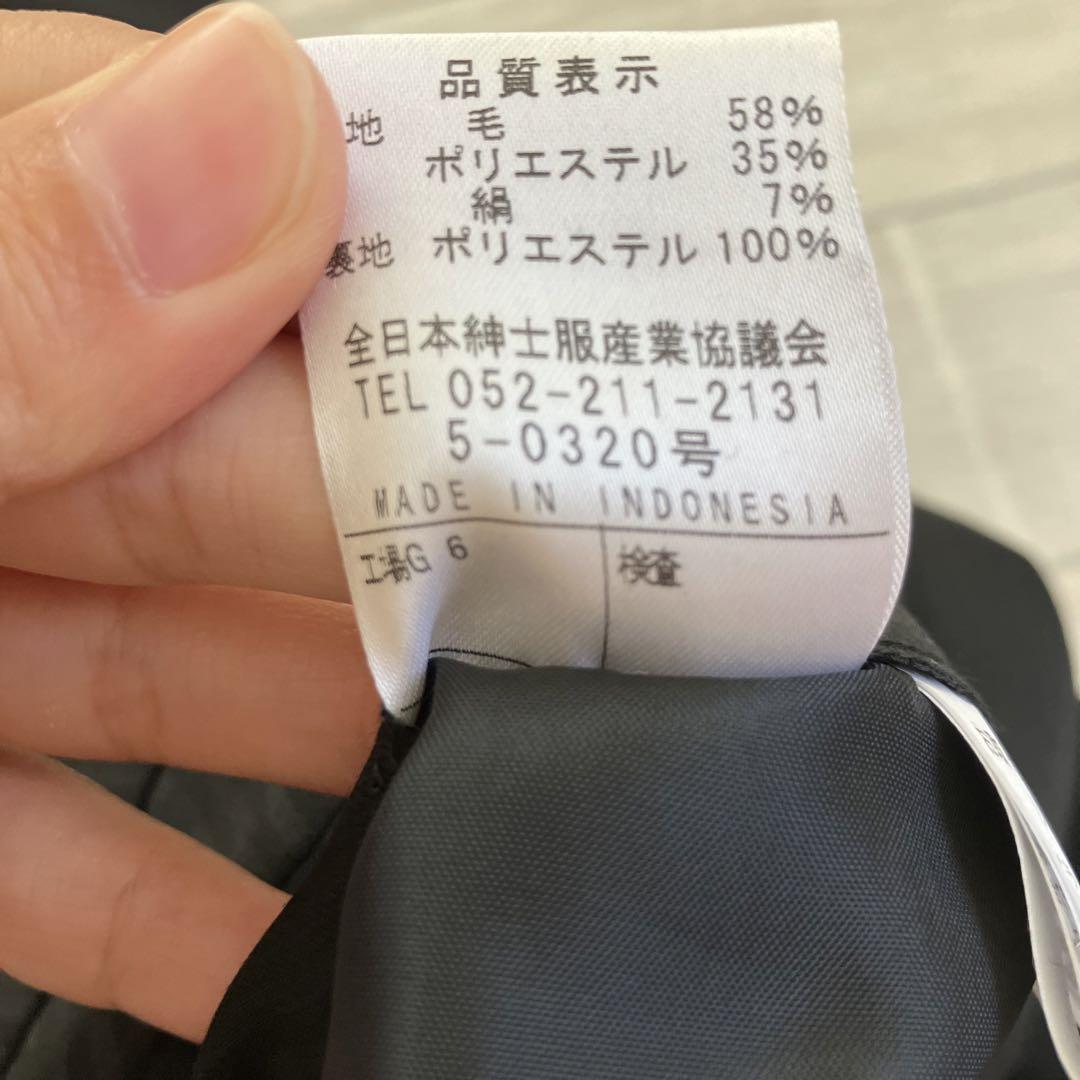 品質表示
地 毛 58%
ポリエステル 35%
絹 7%
裏地 ポリエステル 100%
全日本紳士服産業協議会
TEL 052-211-2131
5-0320号
MADE IN INDONESIA
工場G 6 検査